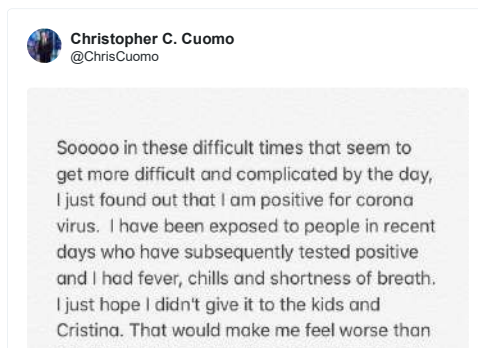 Christopher C. Cuomo
@ChrisCuomo
Sooooo in these difficult times that seem to
get more difficult and complicated by the day,
I just found out that I am positive for corona
virus.  I have been exposed to people in recent
days who have subsequently tested positive
and I had fever, chills and shortness of breath.
I just hope I didn't give it to the kids and
Cristina. That would make me feel worse than